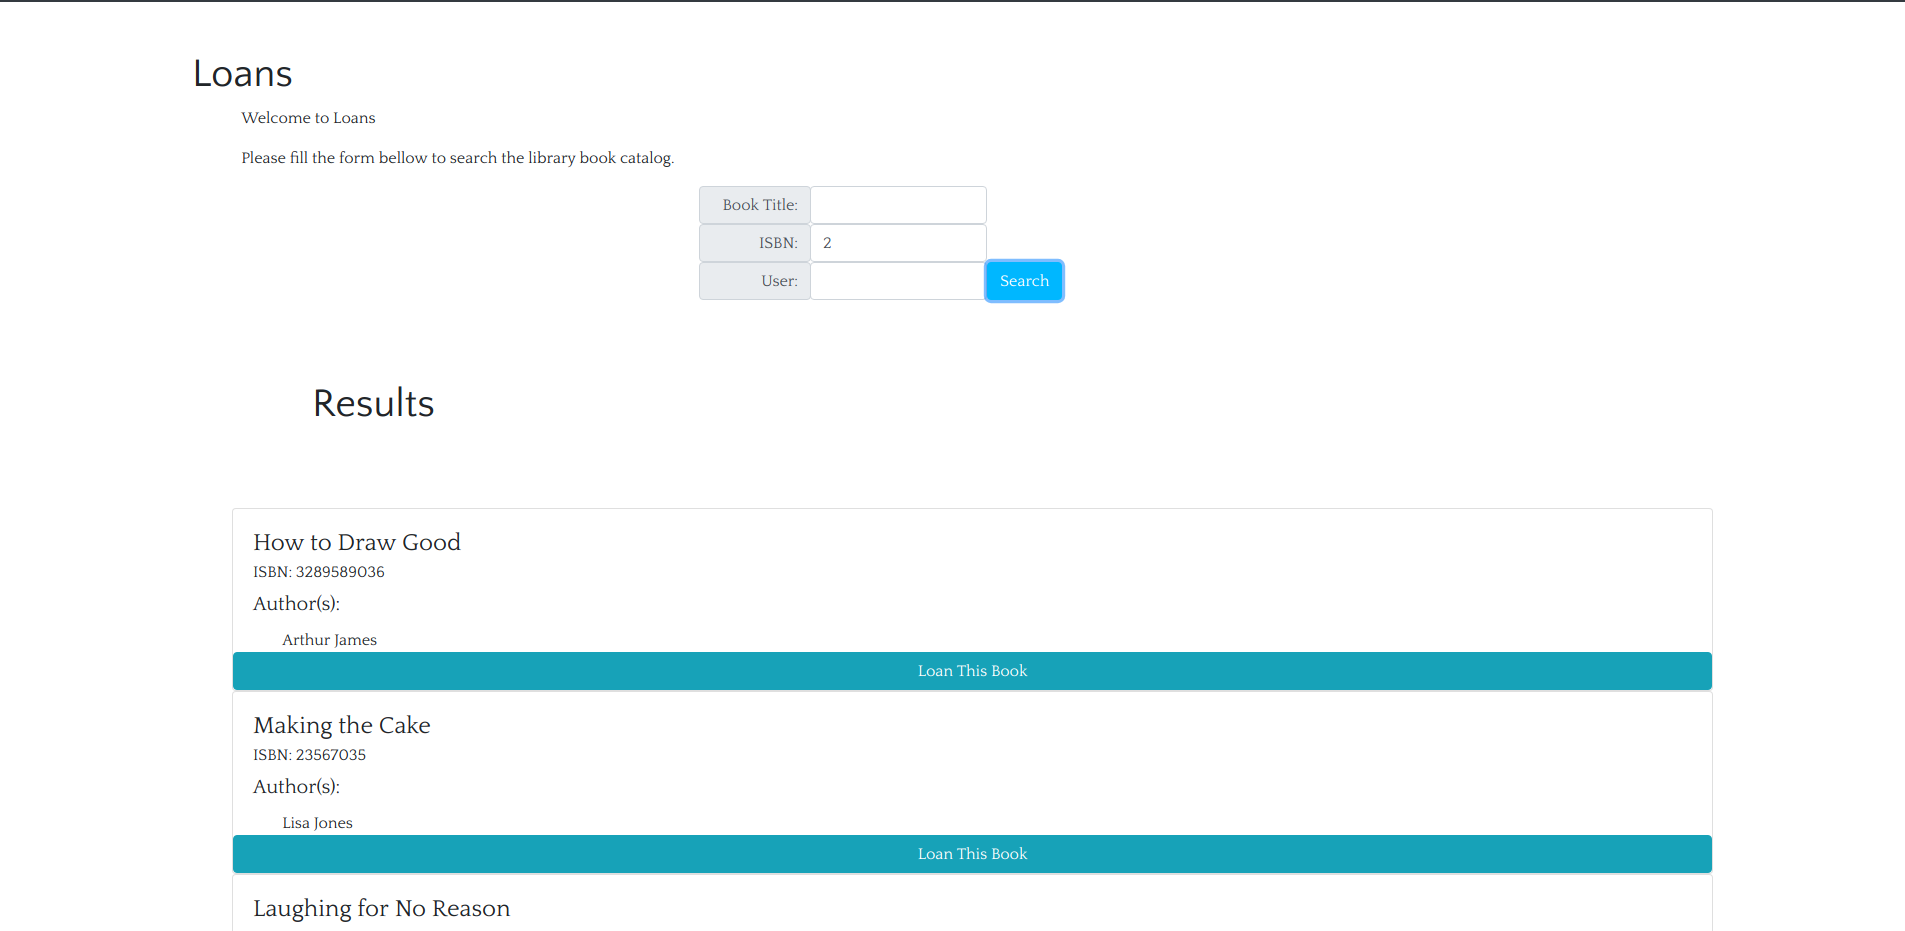 Loans
Welcome to Loans
Please fill the form bellow to search the library book catalog.
Book Title:
ISBN: 2
User: Search
Results
How to Draw Good
ISBN: 3289589036
Author(s):
Arthur James
Loan This Book
Making the Cake
ISBN: 23567035
Author(s):
Lisa Jones
Loan This Book
Laughing for No Reason